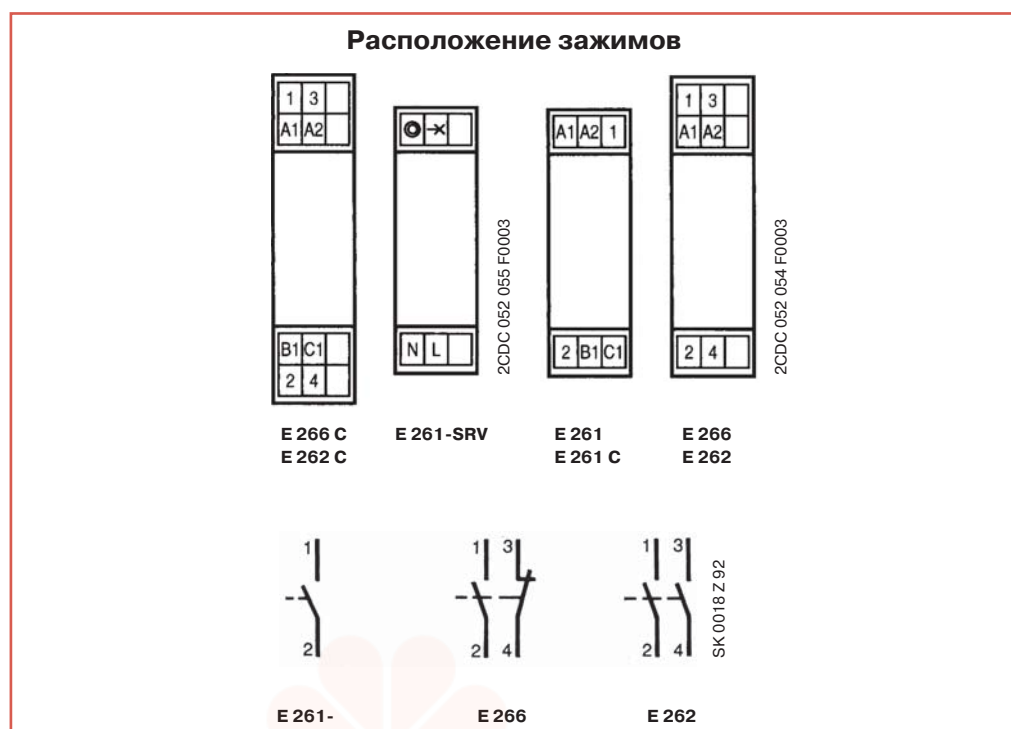 Расположение зажимов
1 3
A1 A2
B1 C1
2 4
N L
2CDC 052 055 F0003
A1 A2 1
2 B1 C1
1 3
A1 A2
2 4
2CDC 052 054 F0003
E 266 C
E 262 C
E 261-SRV
E 261
E 261 C
E 266
E 262
1
2
1 3
2 4
1 3
2 4
SK 0018 Z 92
E 261-
E 266
E 262